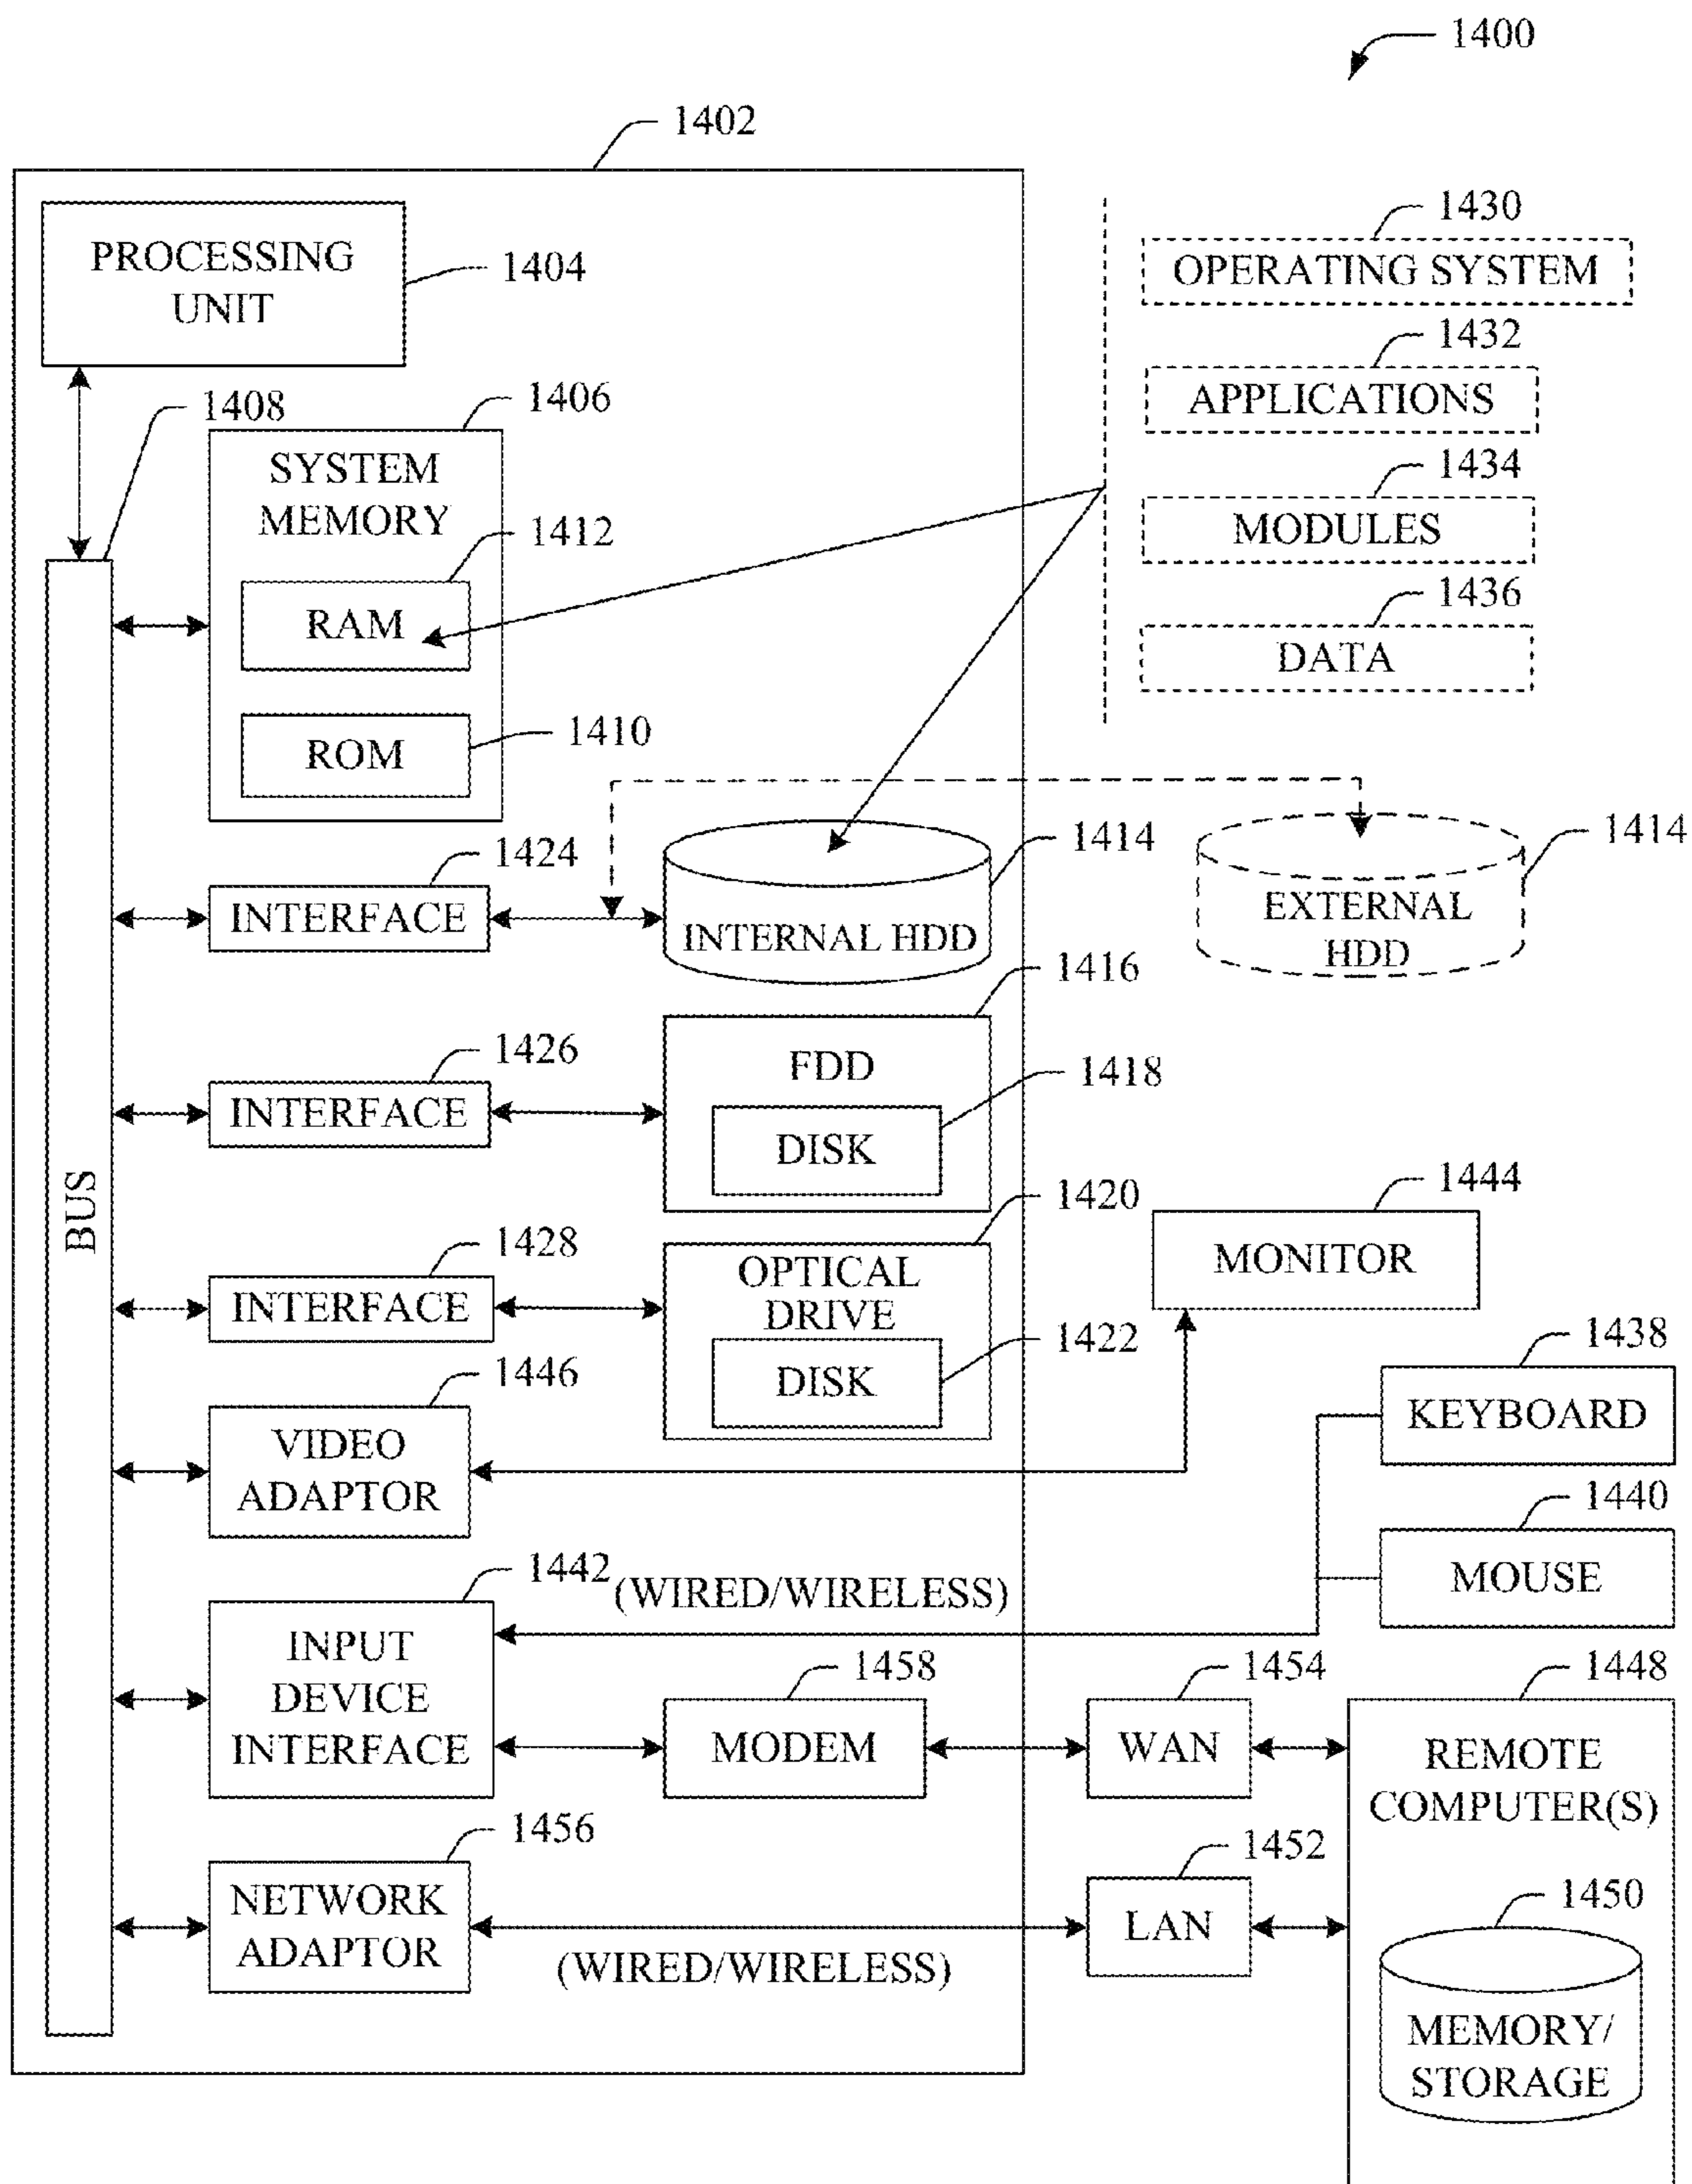 1400
1402
PROCESSING
UNIT
1404
1430
OPERATING SYSTEM
1432
APPLICATIONS
1434
MODULES
1436
DATA
1408
1406
SYSTEM
MEMORY
1412
RAM
1410
ROM
1424
INTERFACE
1414
INTERNAL HDD
1414
EXTERNAL
HDD
1416
FDD
1426
INTERFACE
1418
DISK
BUS
1420
OPTICAL
DRIVE
1428
INTERFACE
1422
DISK
1444
MONITOR
1446
VIDEO
ADAPTOR
1438
KEYBOARD
1440
MOUSE
1442
(WIRED/WIRELESS)
INPUT
DEVICE
INTERFACE
1458
MODEM
1454
WAN
1448
REMOTE
COMPUTER(S)
1456
NETWORK
ADAPTOR
(WIRED/WIRELESS)
1452
LAN
1450
MEMORY/
STORAGE